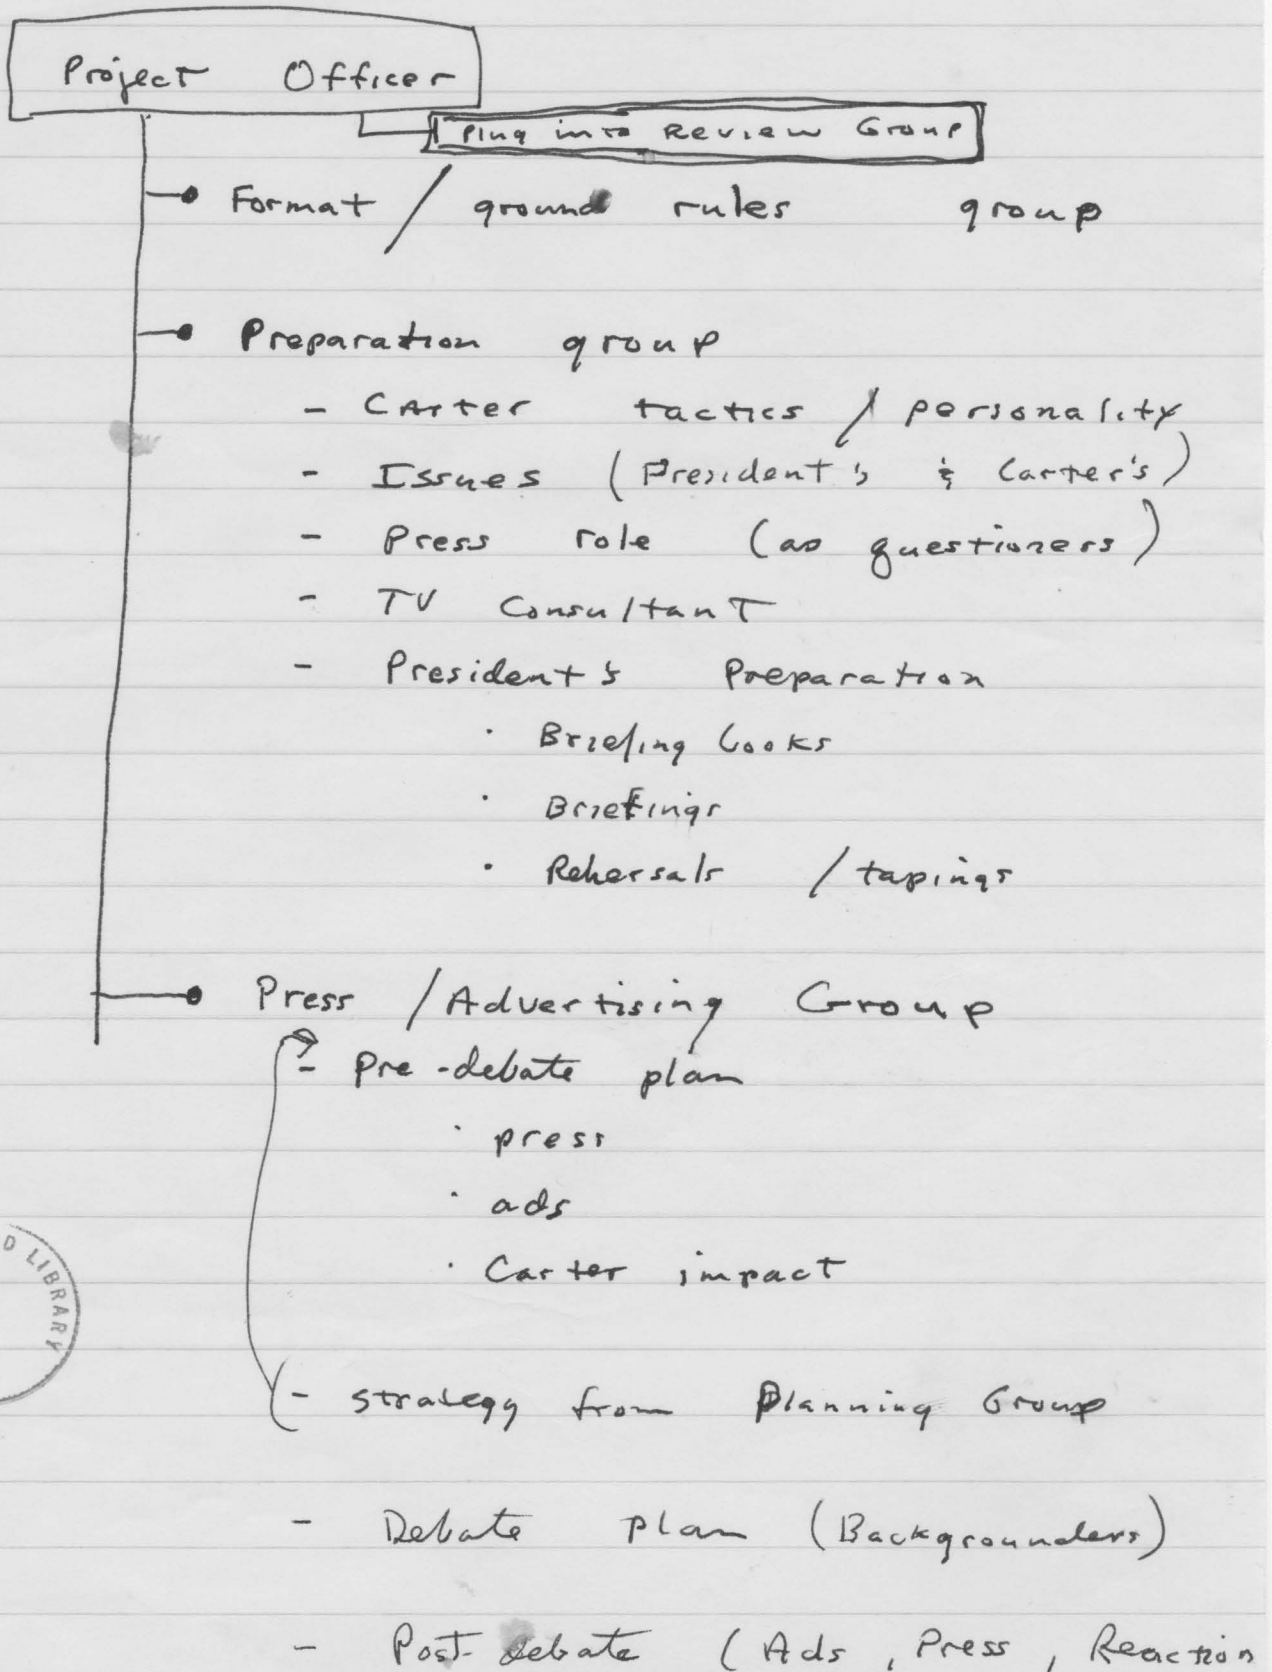 Project Officer
Plug into Review Group
Format / ground rules group
Preparation group
- Carter tactics / personality
- Issues (President's & Carter's)
- Press role (as questioners)
- TV Consultant
- President's Preparation
· Briefing books
· Briefings
· Rehersals / tapings
Press / Advertising Group
- Pre-debate plan
· press
· ads
· Carter impact
(- strategy from Planning Group
D LIBRARY
- Debate plan (Backgrounders)
- Post-debate (Ads, Press, Reaction